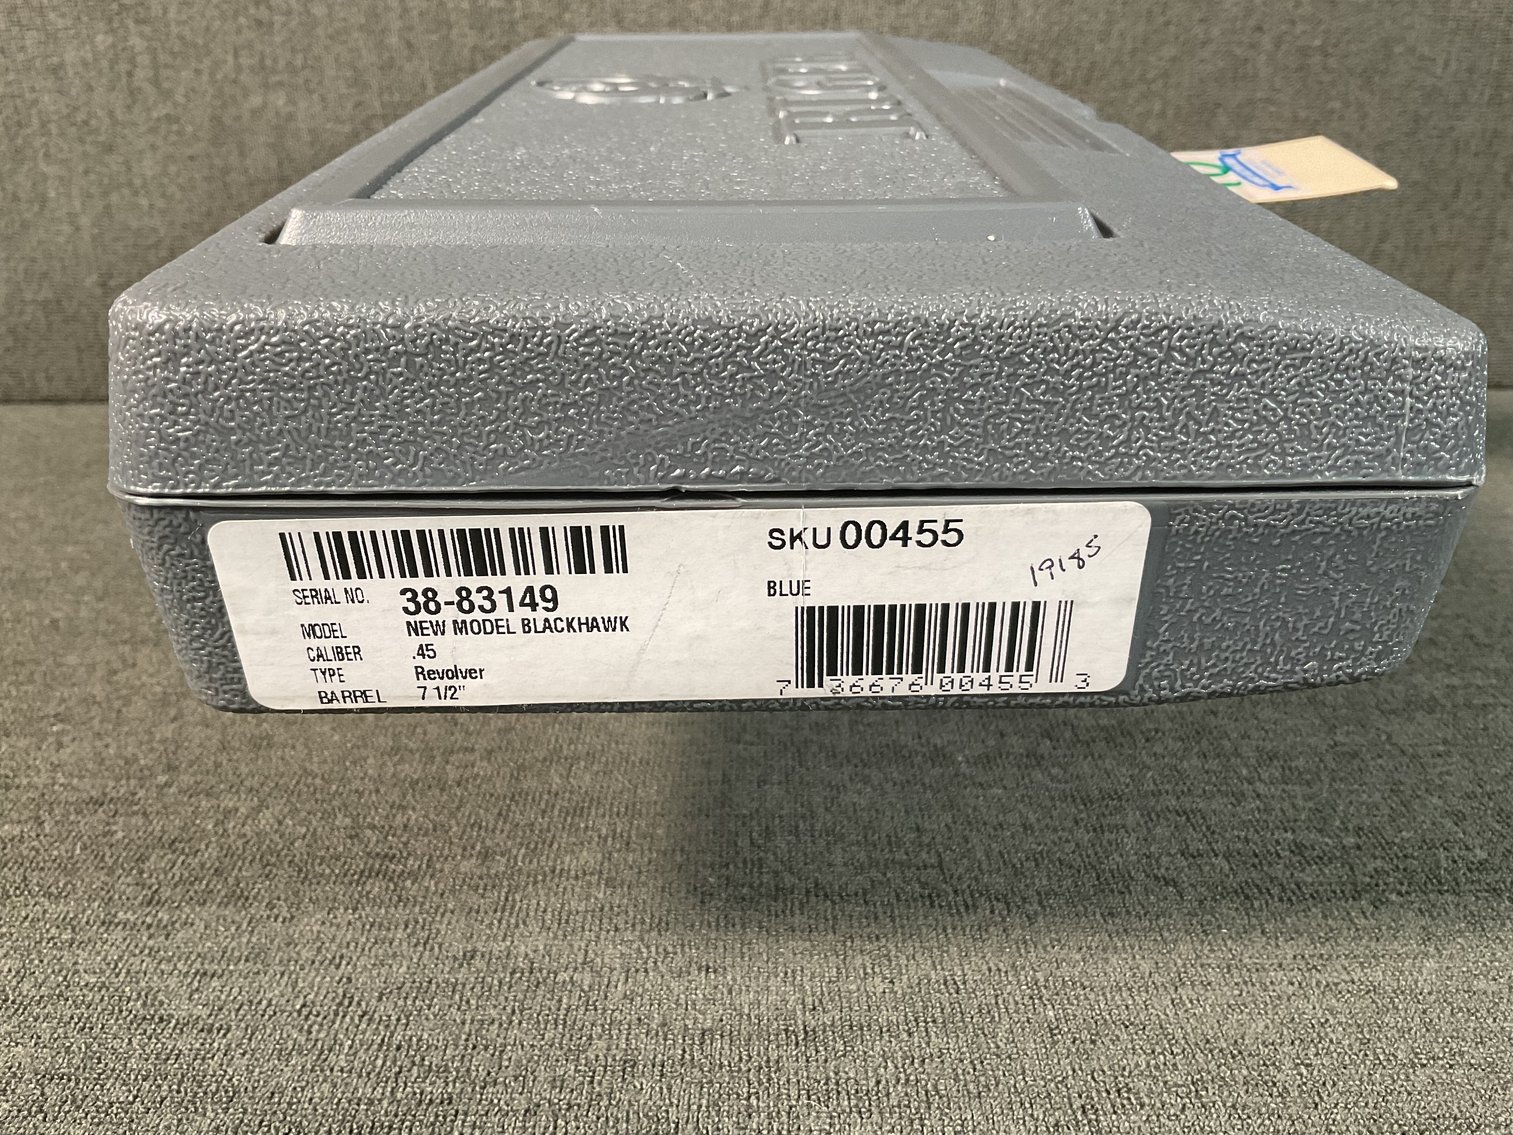 RUGER
SERIAL NO. 38-83149
MODEL NEW MODEL BLACKHAWK
CALIBER .45
TYPE Revolver
BARREL 7 1/2"
SKU 00455
19185
BLUE
7 36676 00455 3